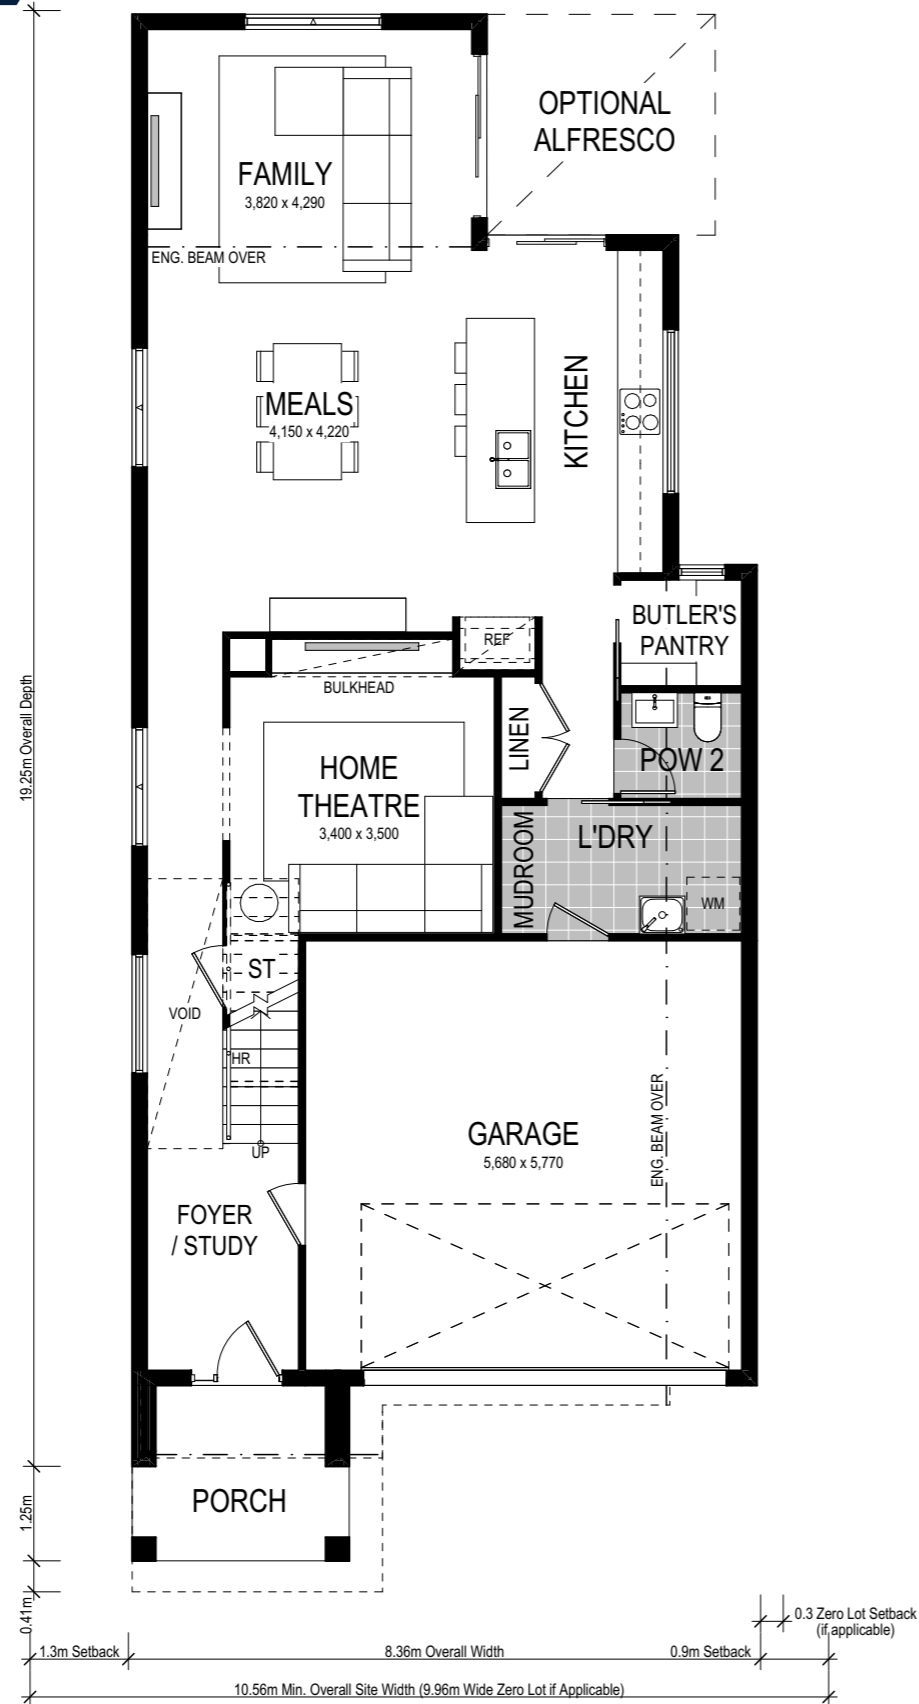 OPTIONAL
ALFRESCO
FAMILY
3,820 x 4,290
ENG. BEAM OVER
MEALS
4,150 x 4,220
KITCHEN
BUTLER'S
PANTRY
REF
BULKHEAD
LINEN
POW 2
HOME
THEATRE
3,400 x 3,500
MUDROOM
L'DRY
WM
ST
VOID
HR
UP
GARAGE
5,680 x 5,770
ENG. BEAM OVER
FOYER
/ STUDY
PORCH
19.25m Overall Depth
1.25m
0.41m
0.3 Zero Lot Setback
(if applicable)
1.3m Setback
8.36m Overall Width
0.9m Setback
10.56m Min. Overall Site Width (9.96m Wide Zero Lot if Applicable)